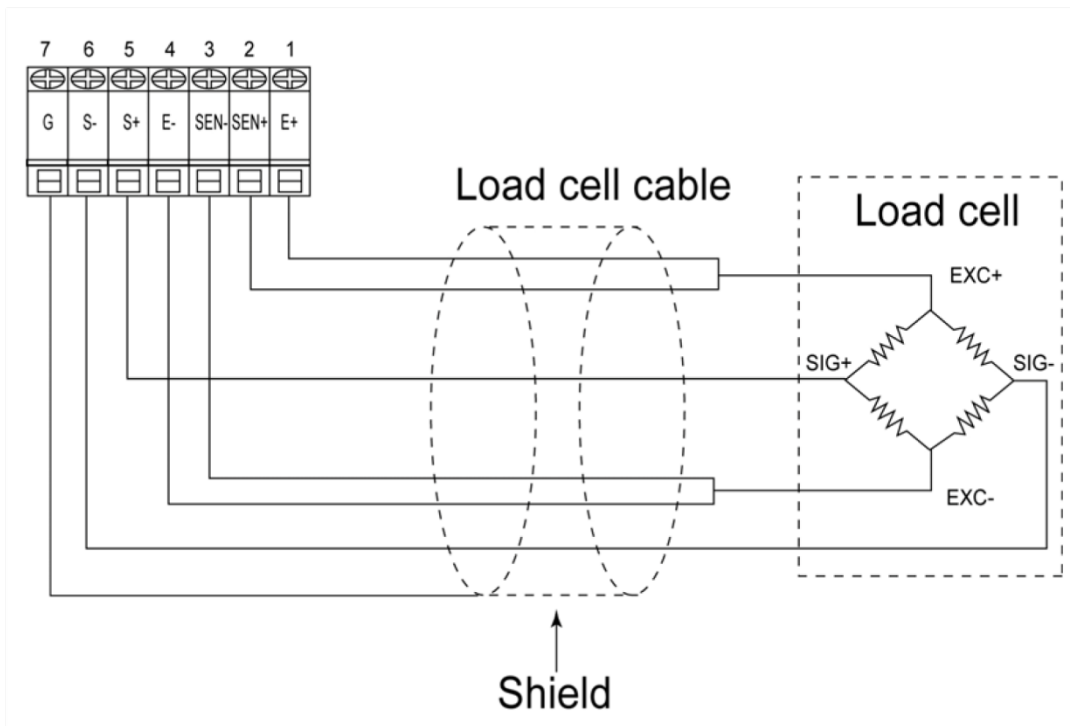 7 6 5 4 3 2 1
G S- S+ E- SEN- SEN+ E+
Load cell cable
Load cell
EXC+
SIG+ SIG-
EXC-
Shield